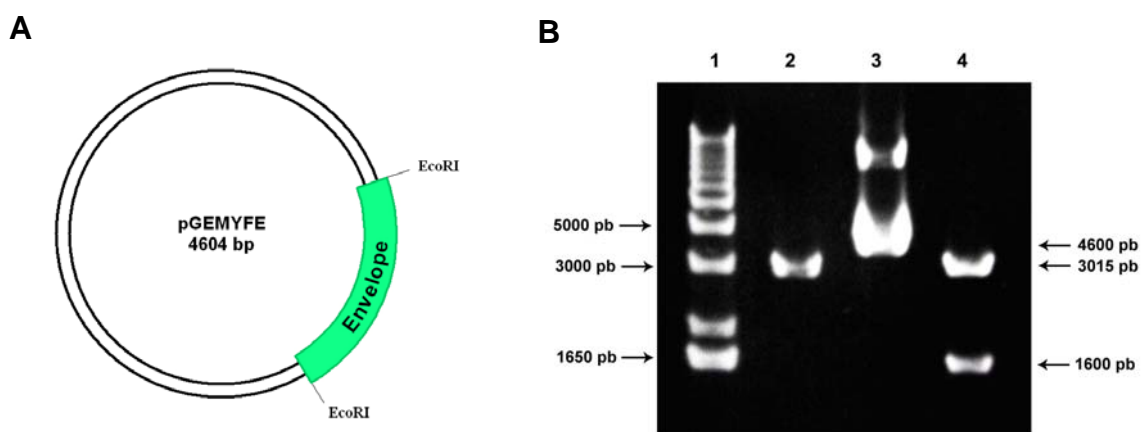 A
EcoRI
pGEMYFE
4604 bp
Envelope
EcoRI
B
1 2 3 4
5000 pb
3000 pb
1650 pb
4600 pb
3015 pb
1600 pb